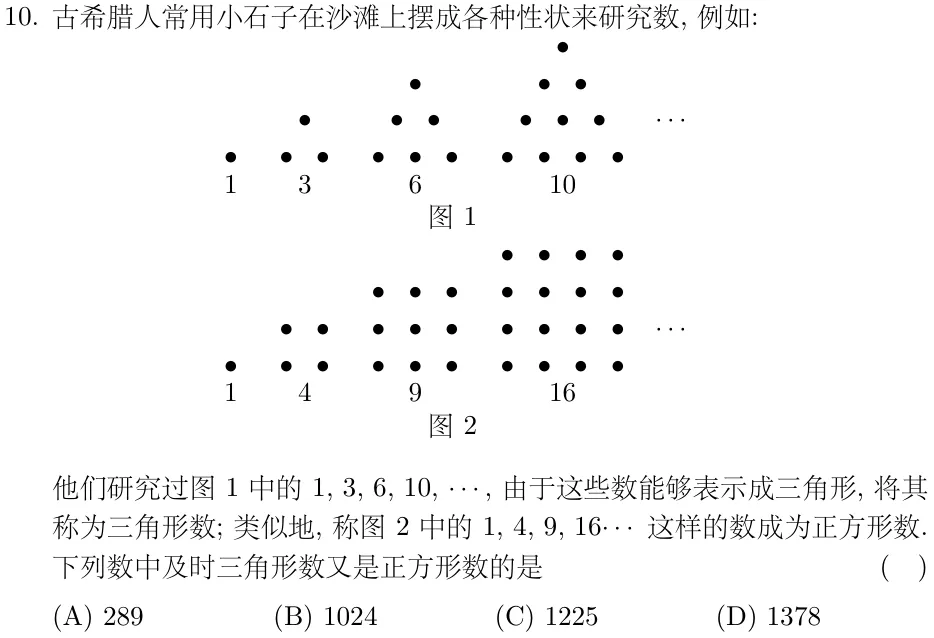 10. 古希腊人常用小石子在沙滩上摆成各种性状来研究数, 例如:
···
1 3 6 10
图 1
···
1 4 9 16
图 2
他们研究过图 1 中的 1, 3, 6, 10, ···, 由于这些数能够表示成三角形, 将其
称为三角形数; 类似地, 称图 2 中的 1, 4, 9, 16··· 这样的数成为正方形数.
下列数中及时三角形数又是正方形数的是 ( )
(A) 289 (B) 1024 (C) 1225 (D) 1378